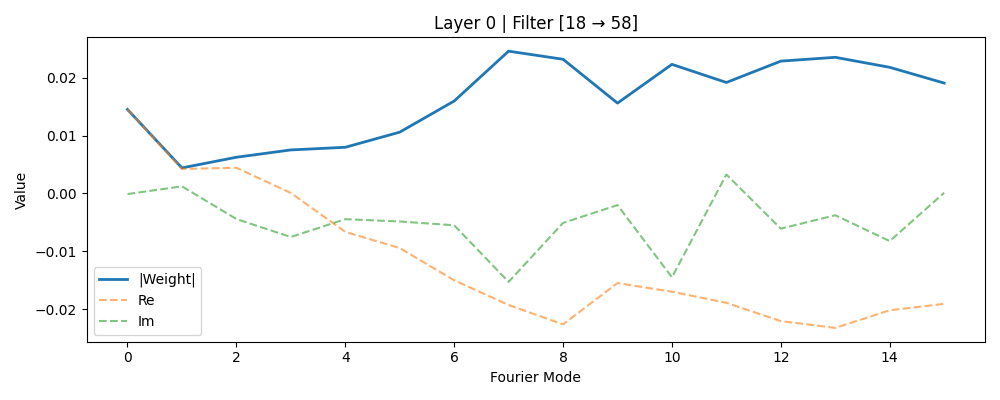 Layer 0 | Filter [18 → 58]
Value
0.02
0.01
0.00
−0.01
−0.02
|Weight|
Re
Im
0 2 4 6 8 10 12 14
Fourier Mode